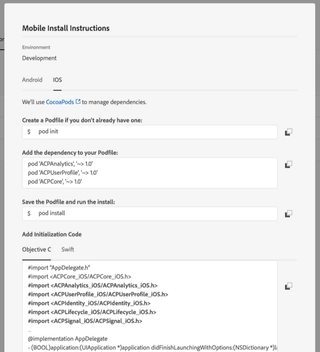 Mobile Install Instructions
Environment
Development
Android iOS
We'll use CocoaPods to manage dependencies.
Create a Podfile if you don't already have one:
$ pod init
Add the dependency to your Podfile:
pod 'ACPAnalytics', '~> 1.0'
pod 'ACPUserProfile', '~> 1.0'
pod 'ACPCore', '~> 1.0'
Save the Podfile and run the install:
$ pod install
Add Initialization Code
Objective C Swift
#import "AppDelegate.h"
#import <ACPCore_iOS/ACPCore_iOS.h>
#import <ACPAnalytics_iOS/ACPAnalytics_iOS.h>
#import <ACPUserProfile_iOS/ACPUserProfile_iOS.h>
#import <ACPIdentity_iOS/ACPIdentity_iOS.h>
#import <ACPLifecycle_iOS/ACPLifecycle_iOS.h>
#import <ACPSignal_iOS/ACPSignal_iOS.h>
...
@implementation AppDelegate
- (BOOL)application:(UIApplication *)application didFinishLaunchingWithOptions:(NSDictionary *)l